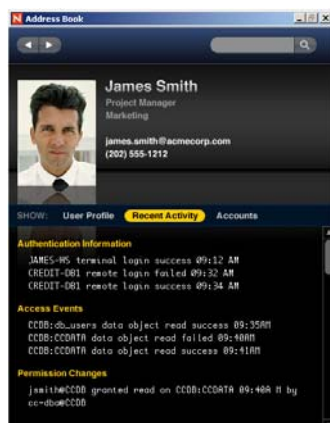 N Address Book
James Smith
Project Manager
Marketing
james.smith@acmecorp.com
(202) 555-1212
SHOW: User Profile Recent Activity Accounts
Authentication Information
JAMES-WS terminal login success 09:12 AM
CREDIT-DB1 remote login failed 09:32 AM
CREDIT-DB1 remote login success 09:34 AM
Access Events
CCDB:db_users data object read success 09:35AM
CCDB:CCDATA data object read failed 09:40AM
CCDB:CCDATA data object read success 09:41AM
Permission Changes
jsmith@CCDB granted read on CCDB:CCDATA 09:40A M by
cc-dba@CCDB